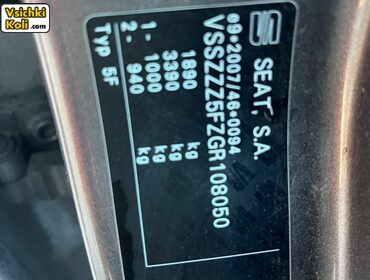 Vsichki
Koli.com
SEAT, S.A.
e9*2007/46*0094
VSSZZZ5FZGR108050
1890 kg
3390 kg
1- 1000 kg
2- 940 kg
Typ 5F